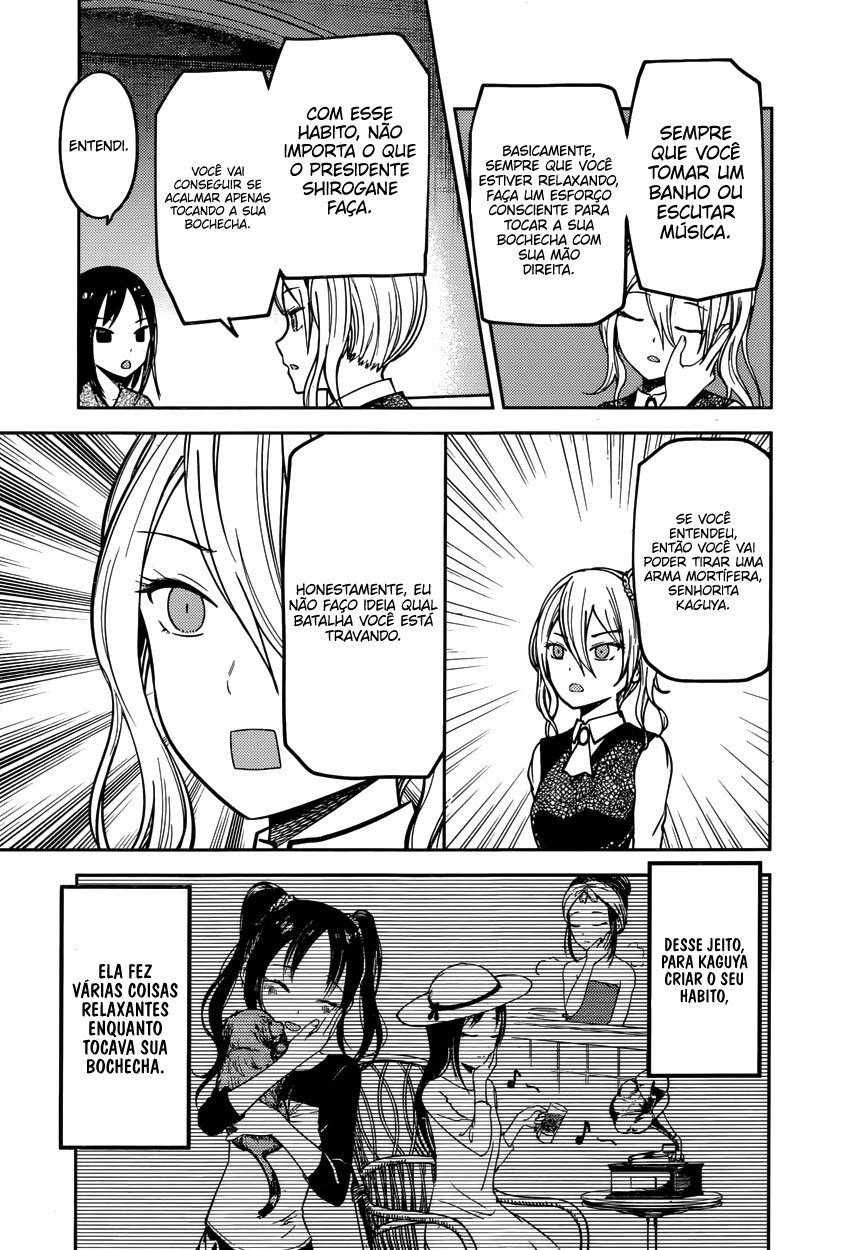 SEMPRE
QUE VOCÊ
TOMAR UM
BANHO OU
ESCUTAR
MÚSICA.
BASICAMENTE,
SEMPRE QUE VOCÊ
ESTIVER RELAXANDO,
FAÇA UM ESFORÇO
CONSCIENTE PARA
TOCAR A SUA
BOCHECHA COM
SUA MÃO
DIREITA.
COM ESSE
HABITO, NÃO
IMPORTA O QUE
O PRESIDENTE
SHIROGANE
FAÇA.
VOCÊ VAI
CONSEGUIR SE
ACALMAR APENAS
TOCANDO A SUA
BOCHECHA.
ENTENDI.
SE VOCÊ
ENTENDEU,
ENTÃO VOCÊ VAI
PODER TIRAR UMA
ARMA MORTÍFERA,
SENHORITA
KAGUYA.
HONESTAMENTE, EU
NÃO FAÇO IDEIA QUAL
BATALHA VOCÊ ESTÁ
TRAVANDO.
DESSE JEITO,
PARA KAGUYA
CRIAR O SEU
HABITO,
ELA FEZ
VÁRIAS COISAS
RELAXANTES
ENQUANTO
TOCAVA SUA
BOCHECHA.